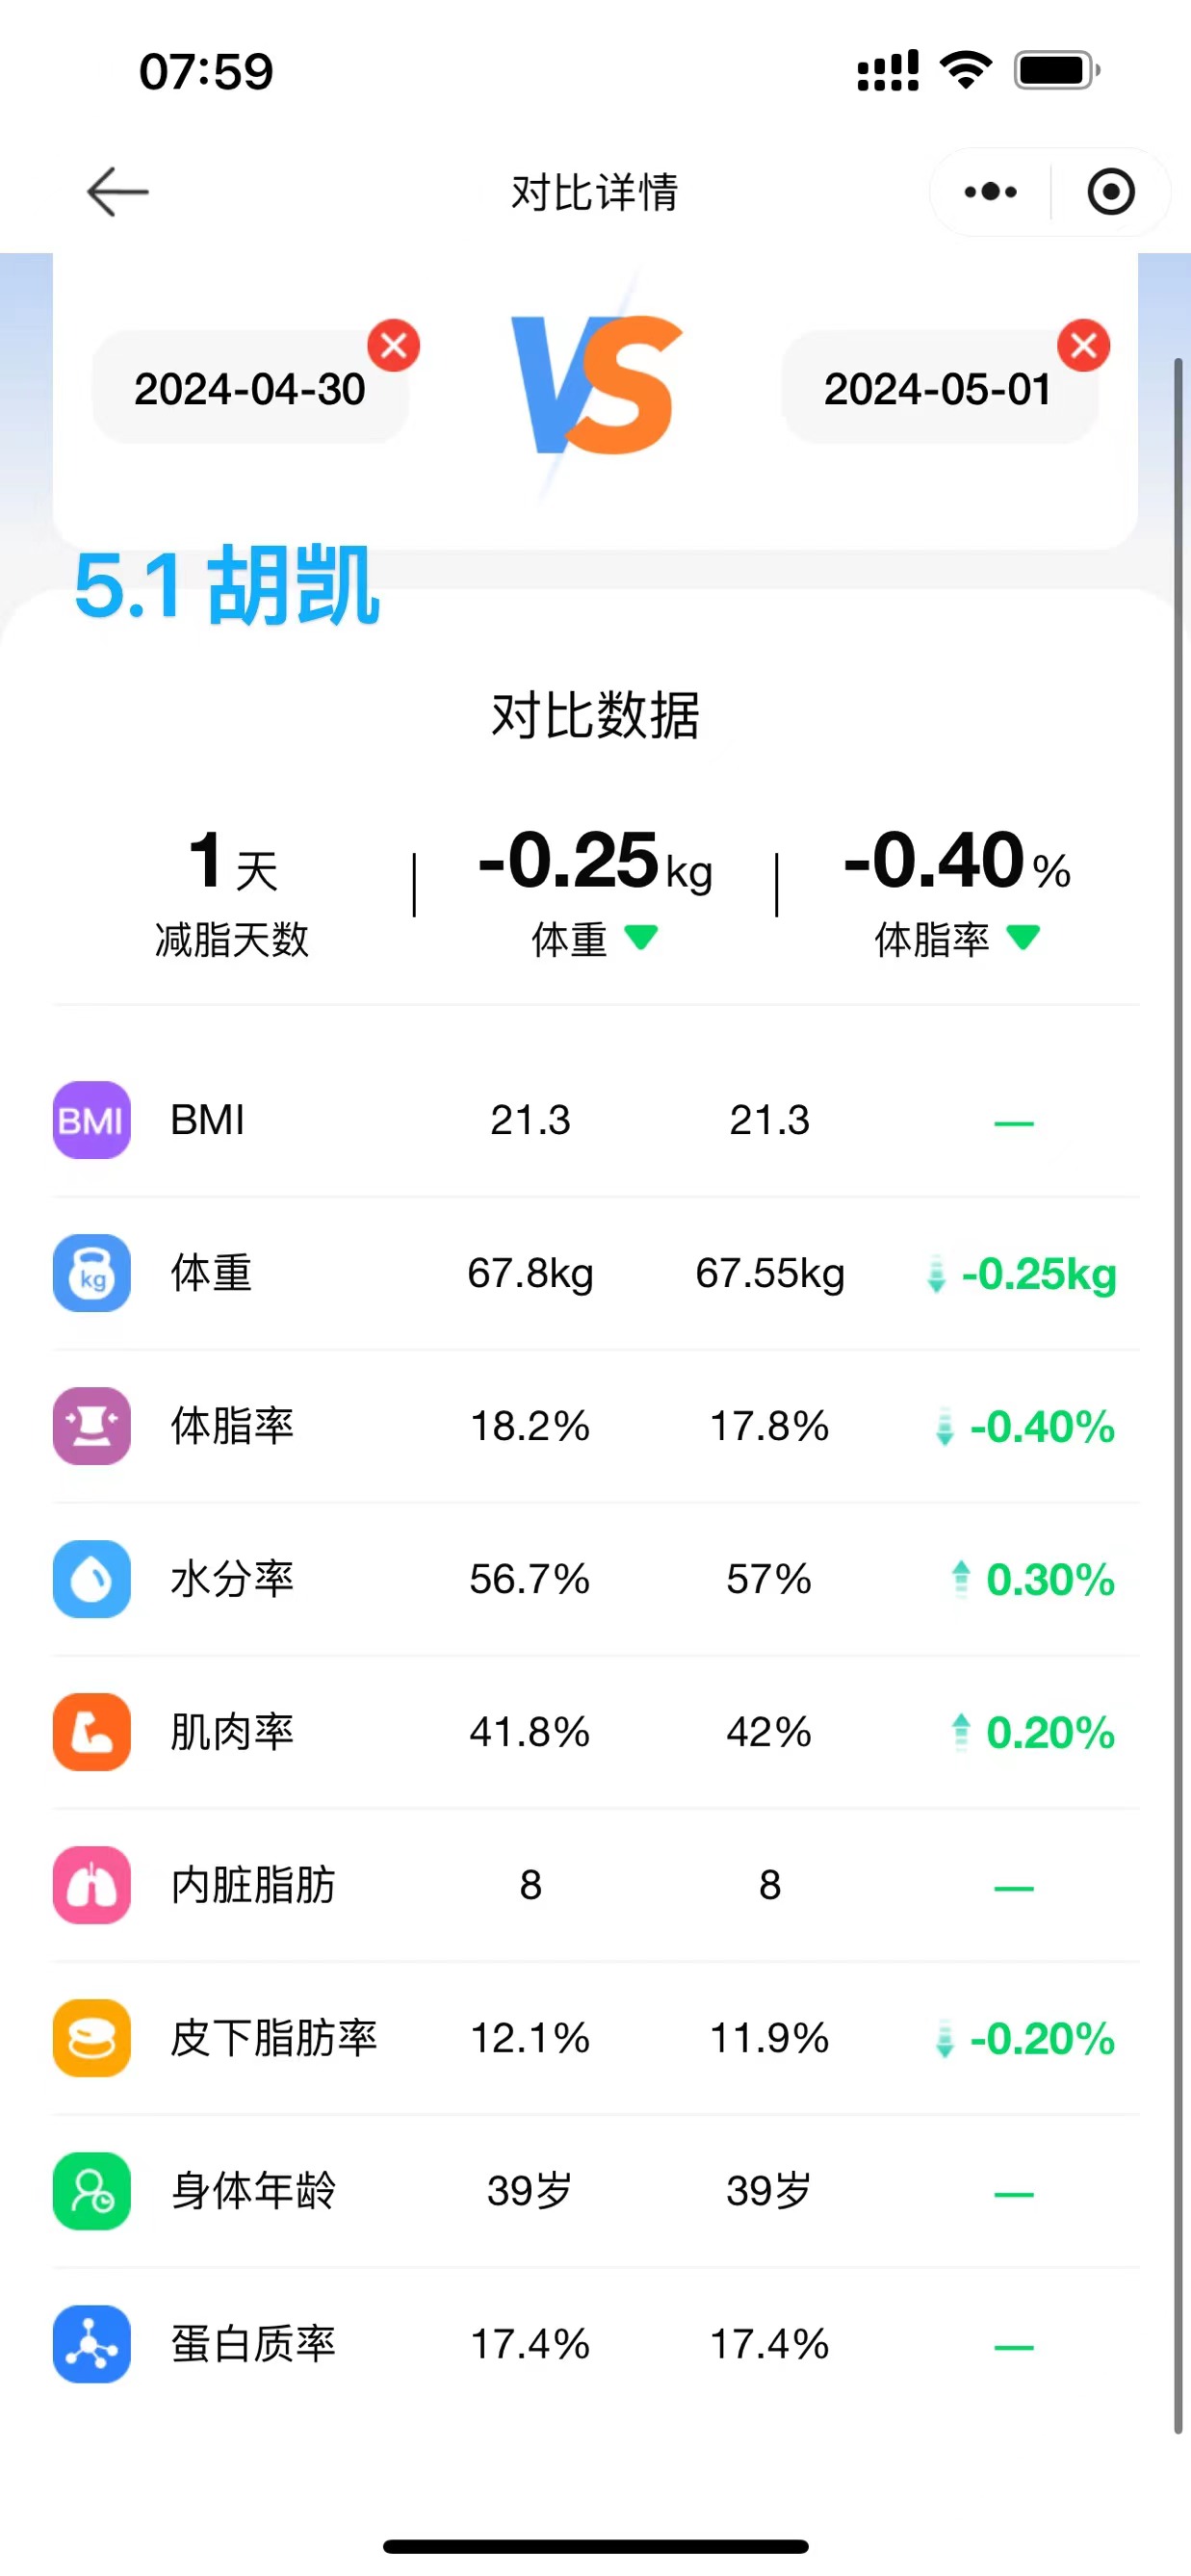 07:59
对比详情
2024-04-30 VS 2024-05-01
5.1 胡凯
对比数据
1天 -0.25kg -0.40%
减脂天数 体重 体脂率
BMI BMI 21.3 21.3 —
kg 体重 67.8kg 67.55kg -0.25kg
体脂率 18.2% 17.8% -0.40%
水分率 56.7% 57% 0.30%
肌肉率 41.8% 42% 0.20%
内脏脂肪 8 8 —
皮下脂肪率 12.1% 11.9% -0.20%
身体年龄 39岁 39岁 —
蛋白质率 17.4% 17.4% —